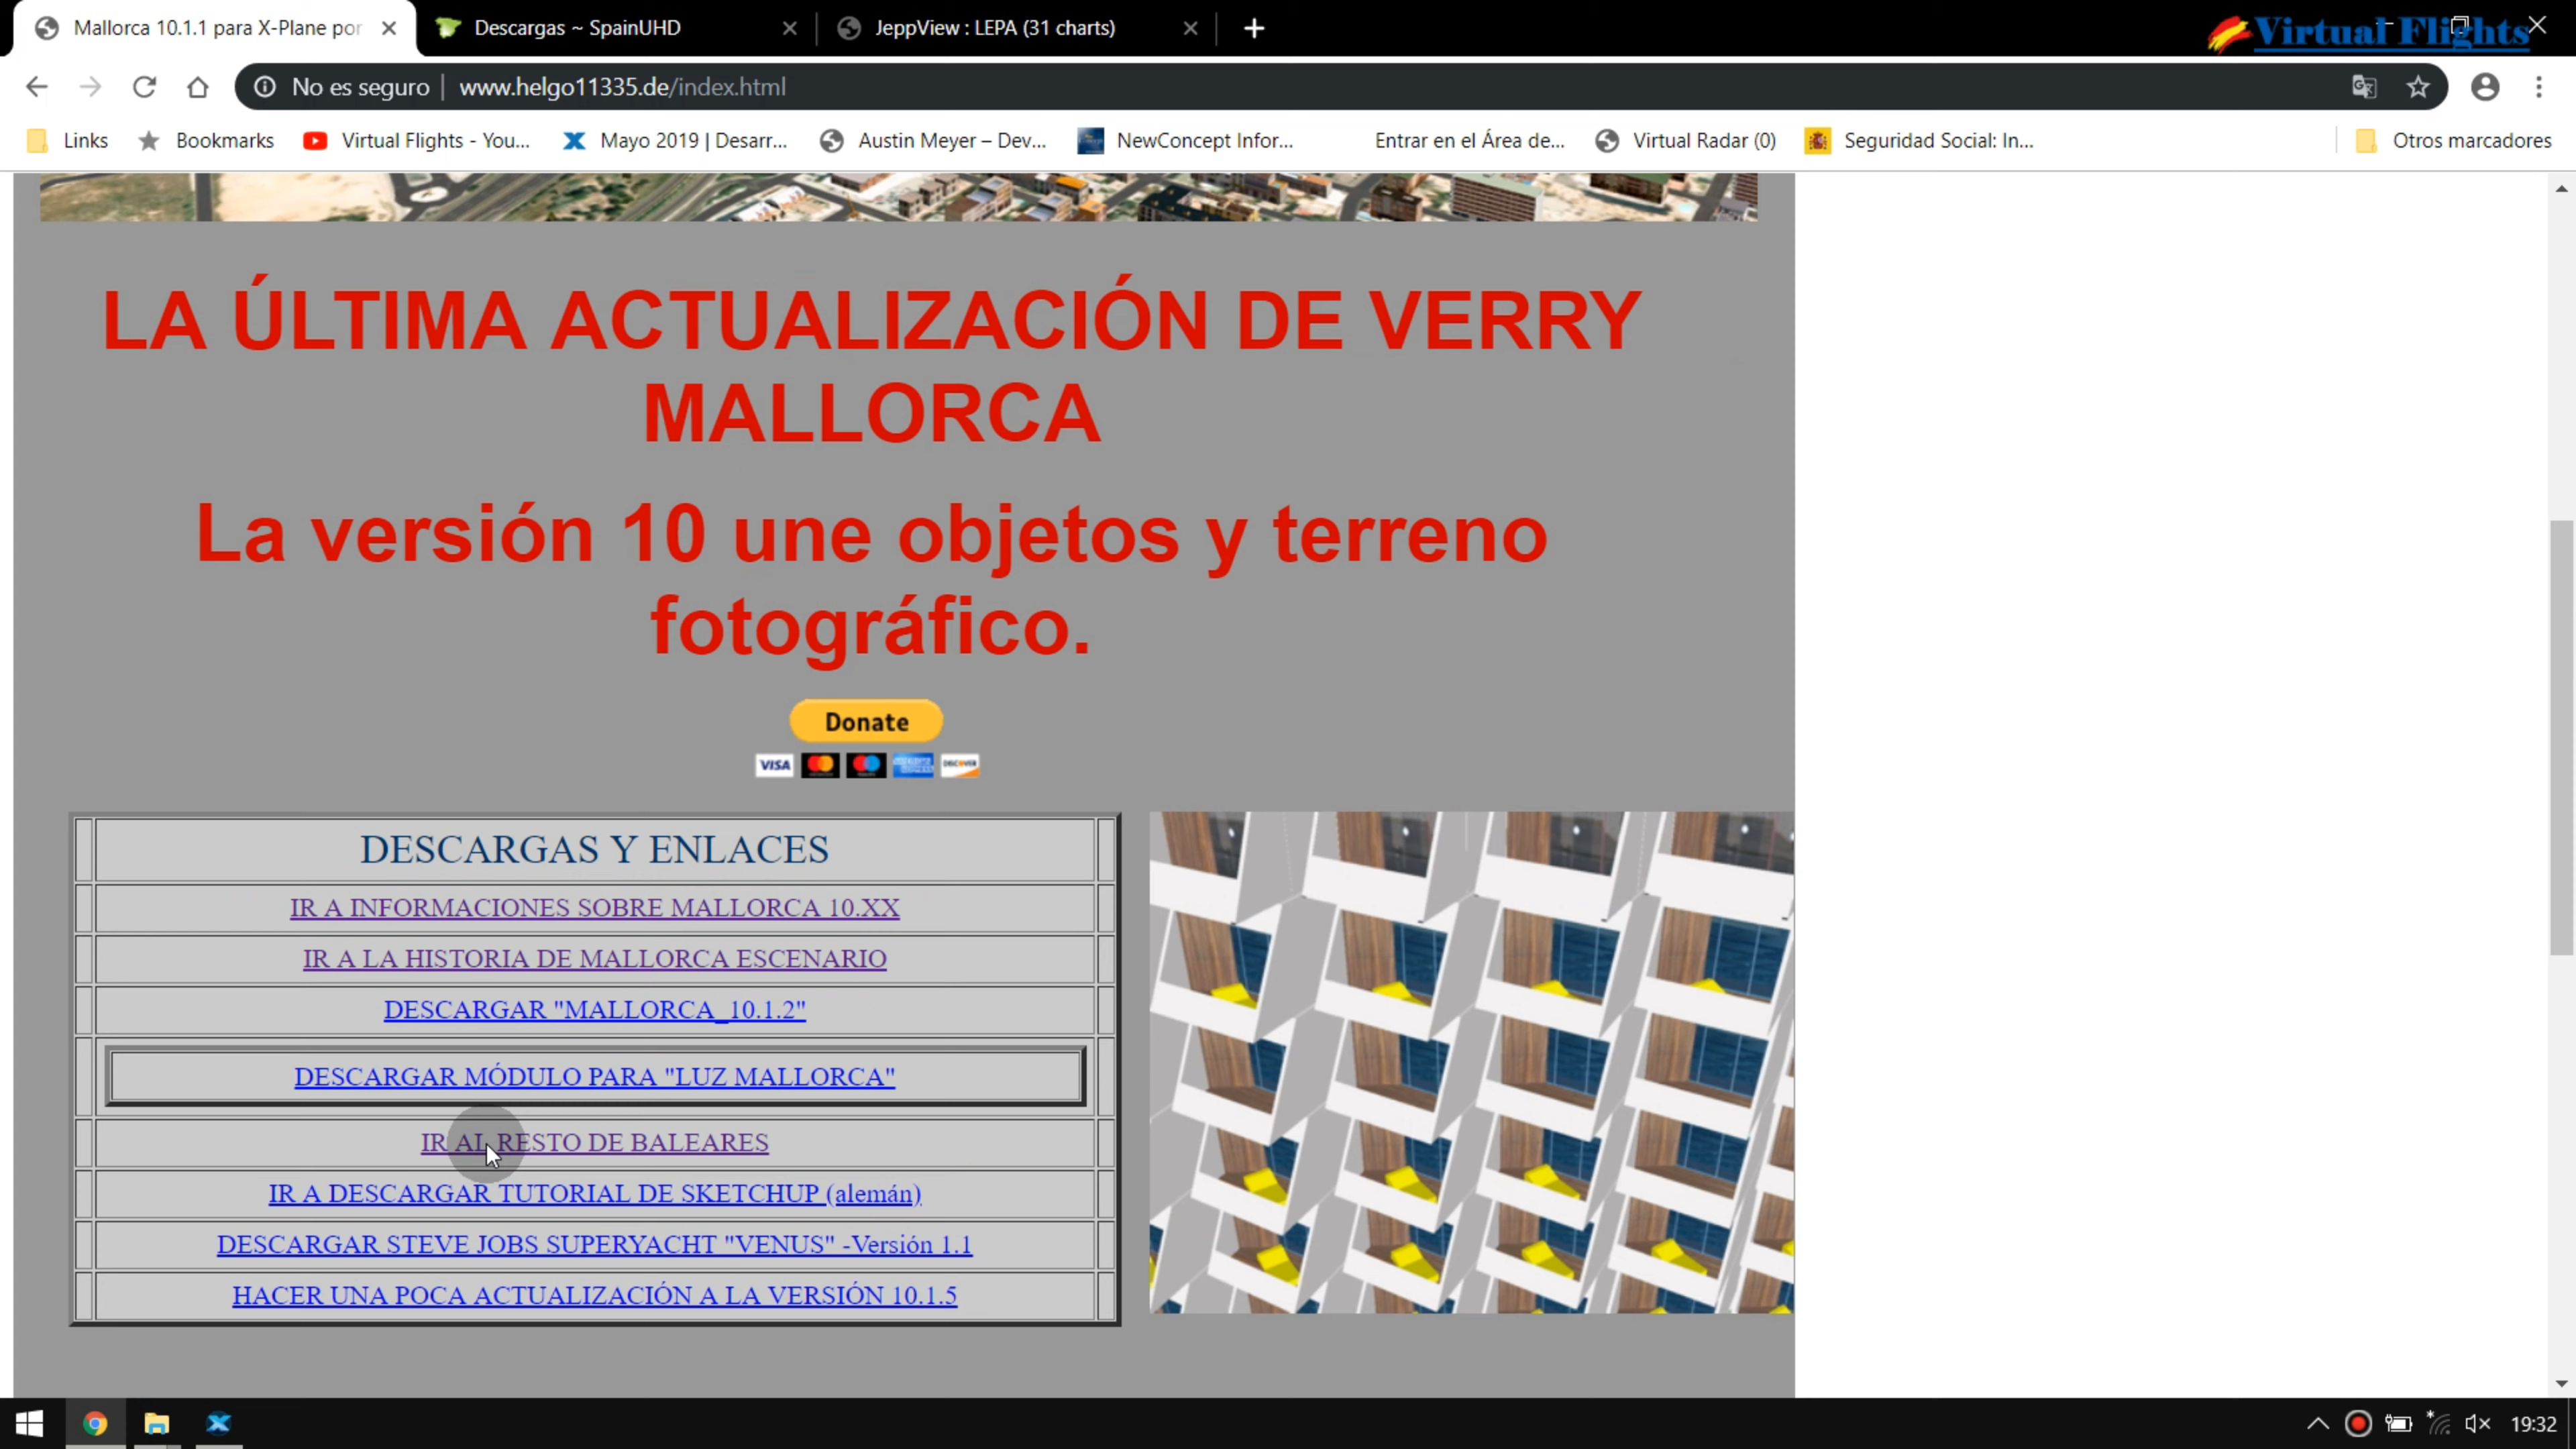 Mallorca 10.1.1 para X-Plane por
Descargas ~ SpainUHD
JeppView : LEPA (31 charts)
Virtual Flights
No es seguro
www.helgo11335.de/index.html
Links
Bookmarks
Virtual Flights - You...
Mayo 2019 | Desarr...
Austin Meyer – Dev...
NewConcept Infor...
Entrar en el Área de...
Virtual Radar (0)
Seguridad Social: In...
Otros marcadores
LA ÚLTIMA ACTUALIZACIÓN DE VERRY
MALLORCA
La versión 10 une objetos y terreno
fotográfico.
Donate
VISA
DISCOVER
DESCARGAS Y ENLACES
IR A INFORMACIONES SOBRE MALLORCA 10.XX
IR A LA HISTORIA DE MALLORCA ESCENARIO
DESCARGAR "MALLORCA_10.1.2"
DESCARGAR MÓDULO PARA "LUZ MALLORCA"
IR AL RESTO DE BALEARES
IR A DESCARGAR TUTORIAL DE SKETCHUP (alemán)
DESCARGAR STEVE JOBS SUPERYACHT "VENUS" -Versión 1.1
HACER UNA POCA ACTUALIZACIÓN A LA VERSIÓN 10.1.5
19:32